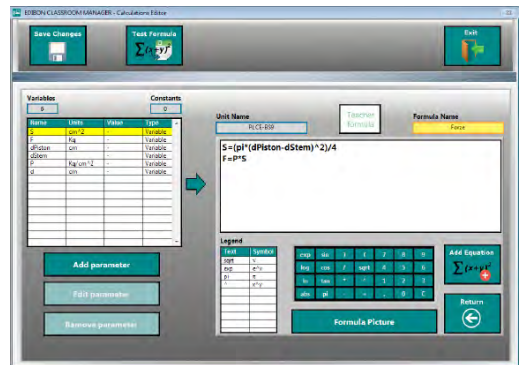 EDIBON CLASSROOM MANAGER - Calculations Editor
Save Changes
Test Formula
Σ(x+y)²
Exit
Variables
6
Constants
0
Name Units Value Type
S cm^2 - Variable
F Kg - Variable
dPiston cm - Variable
dStem - Variable
P Kg/cm^2 - Variable
d cm - Variable
Add parameter
Edit parameter
Remove parameter
Unit Name
Teacher Formula
Formula Name
Force
S=(pi*(dPiston-dStem)^2)/4
F=P*S
Legend
Text Symbol
sqrt √
exp e^x
pi π
^ x^y
exp sin ) ( 7 8 9
log cos / sqrt 4 5 6
ln tan * ^ 1 2 3
abs pi - + . 0 C
Formula Picture
Add Equation
Return